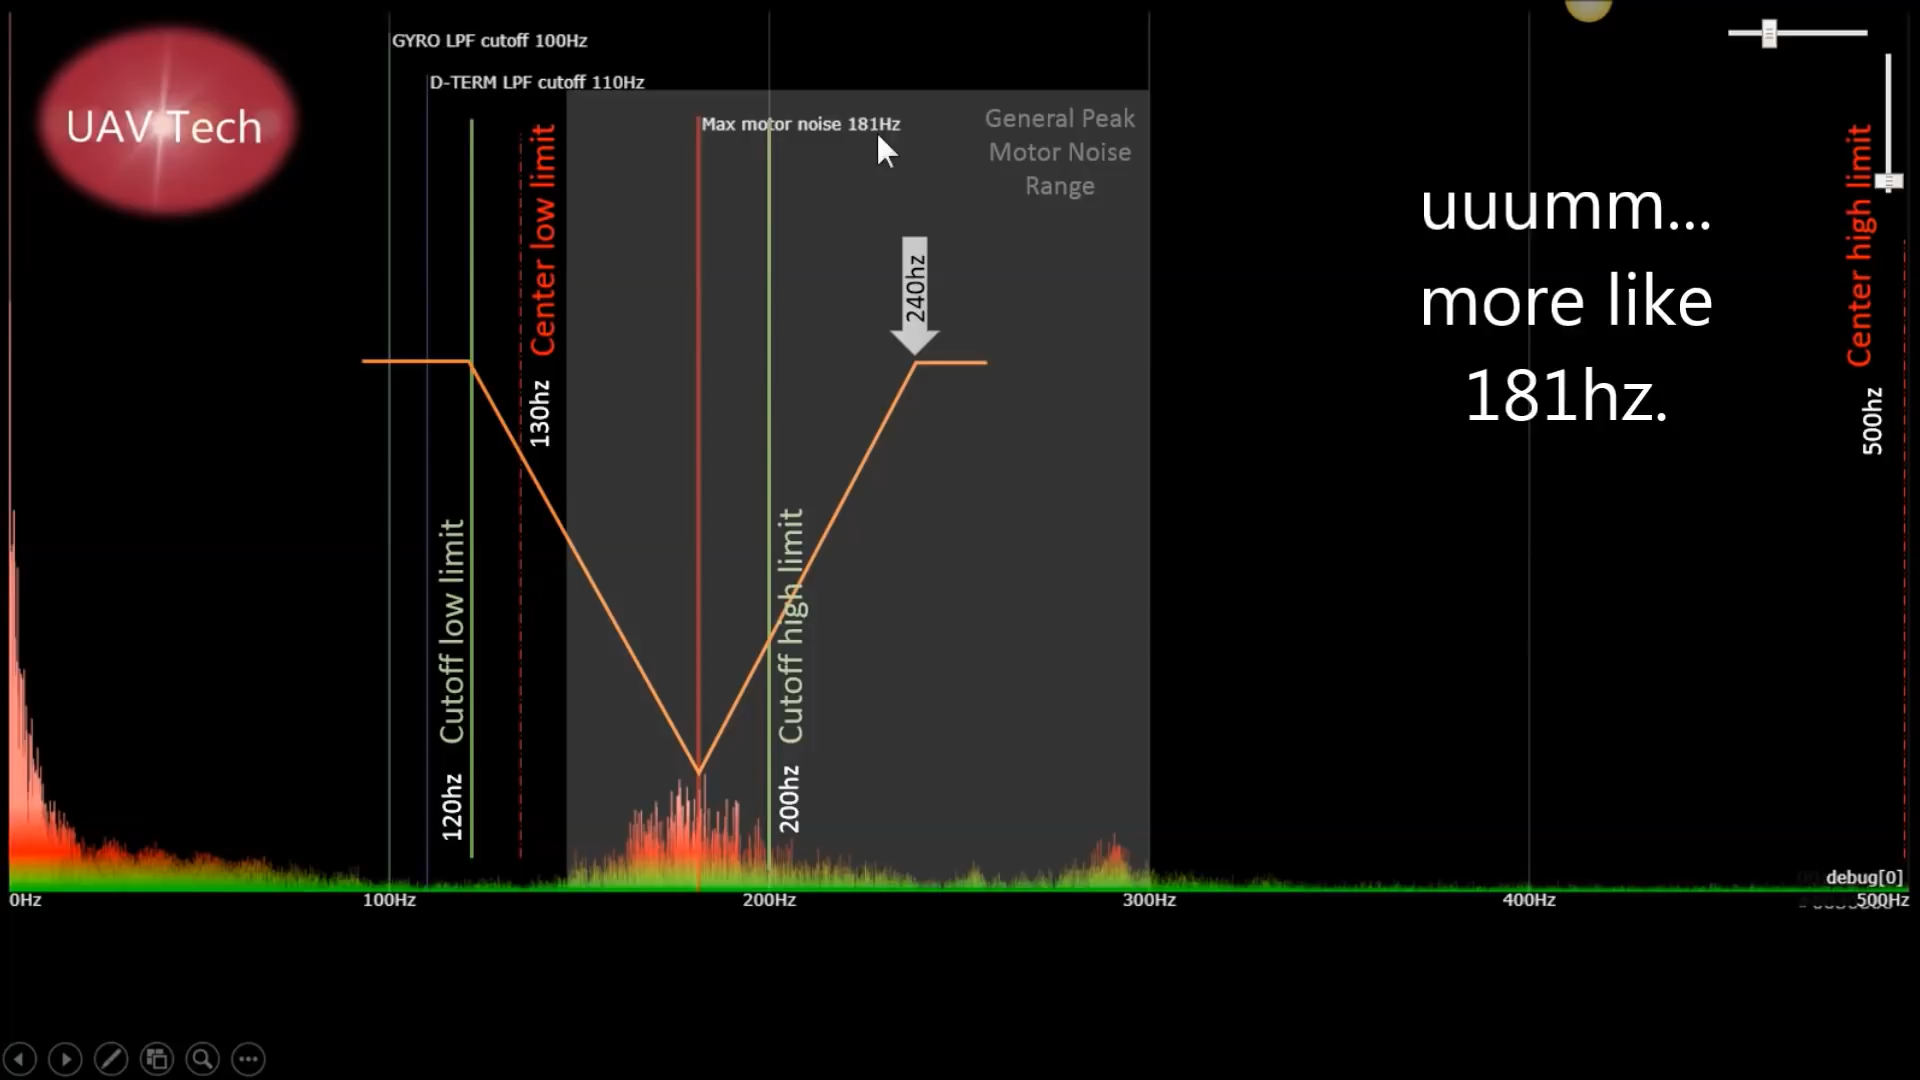 GYRO LPF cutoff 100Hz
D-TERM LPF cutoff 110Hz
UAV Tech
Max motor noise 181Hz
General Peak
Motor Noise
Range
Center low limit
130hz
240hz
uuumm...
more like
181hz.
Center high limit
500hz
Cutoff low limit
120hz
Cutoff high limit
200hz
debug[0]
0Hz
100Hz
200Hz
300Hz
400Hz
500Hz